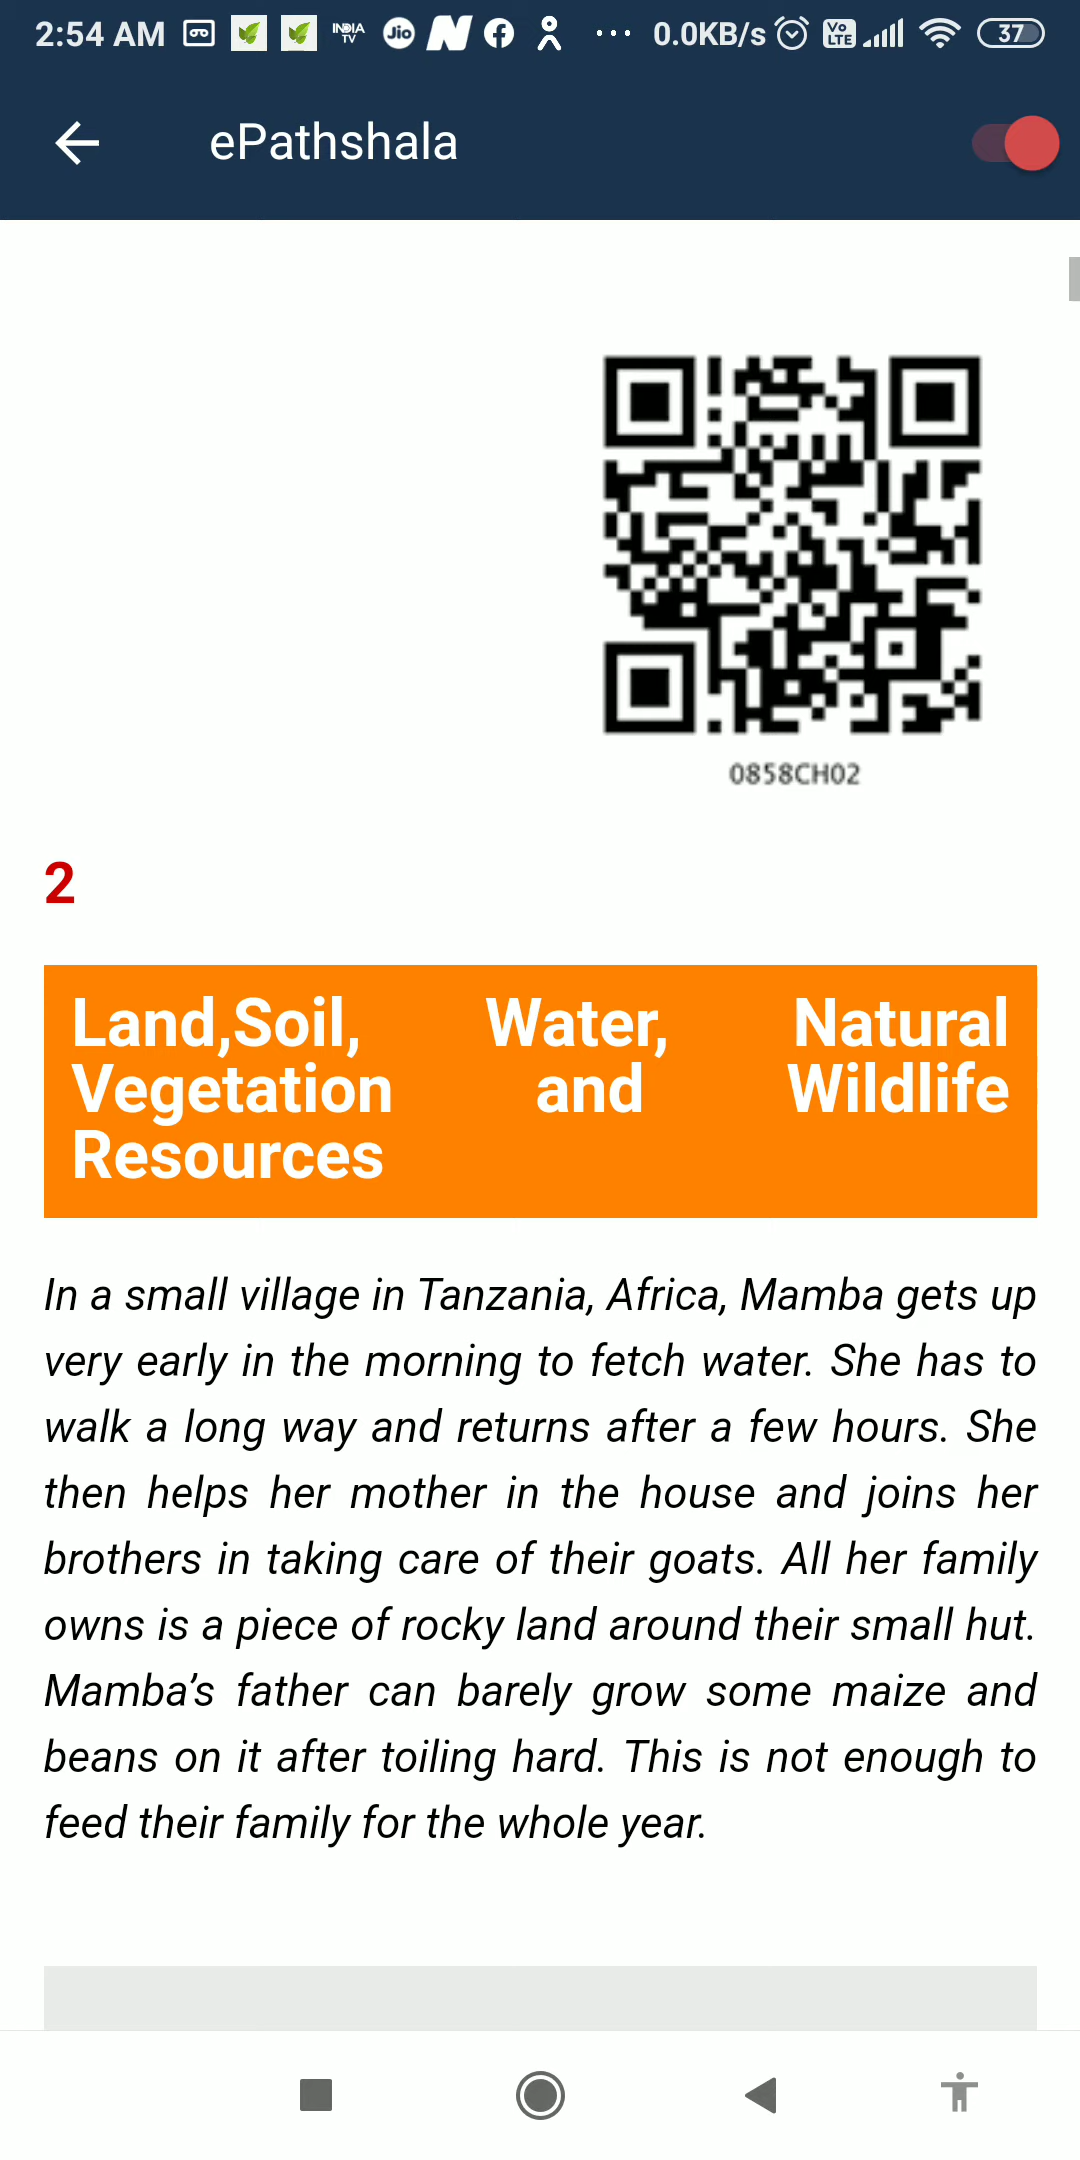 2:54 AM INDIA TV Jio N ... 0.0KB/s Vo LTE 37
ePathshala
0858CH02
2
Land,Soil, Water, Natural
Vegetation and Wildlife
Resources
In a small village in Tanzania, Africa, Mamba gets up
very early in the morning to fetch water. She has to
walk a long way and returns after a few hours. She
then helps her mother in the house and joins her
brothers in taking care of their goats. All her family
owns is a piece of rocky land around their small hut.
Mamba’s father can barely grow some maize and
beans on it after toiling hard. This is not enough to
feed their family for the whole year.